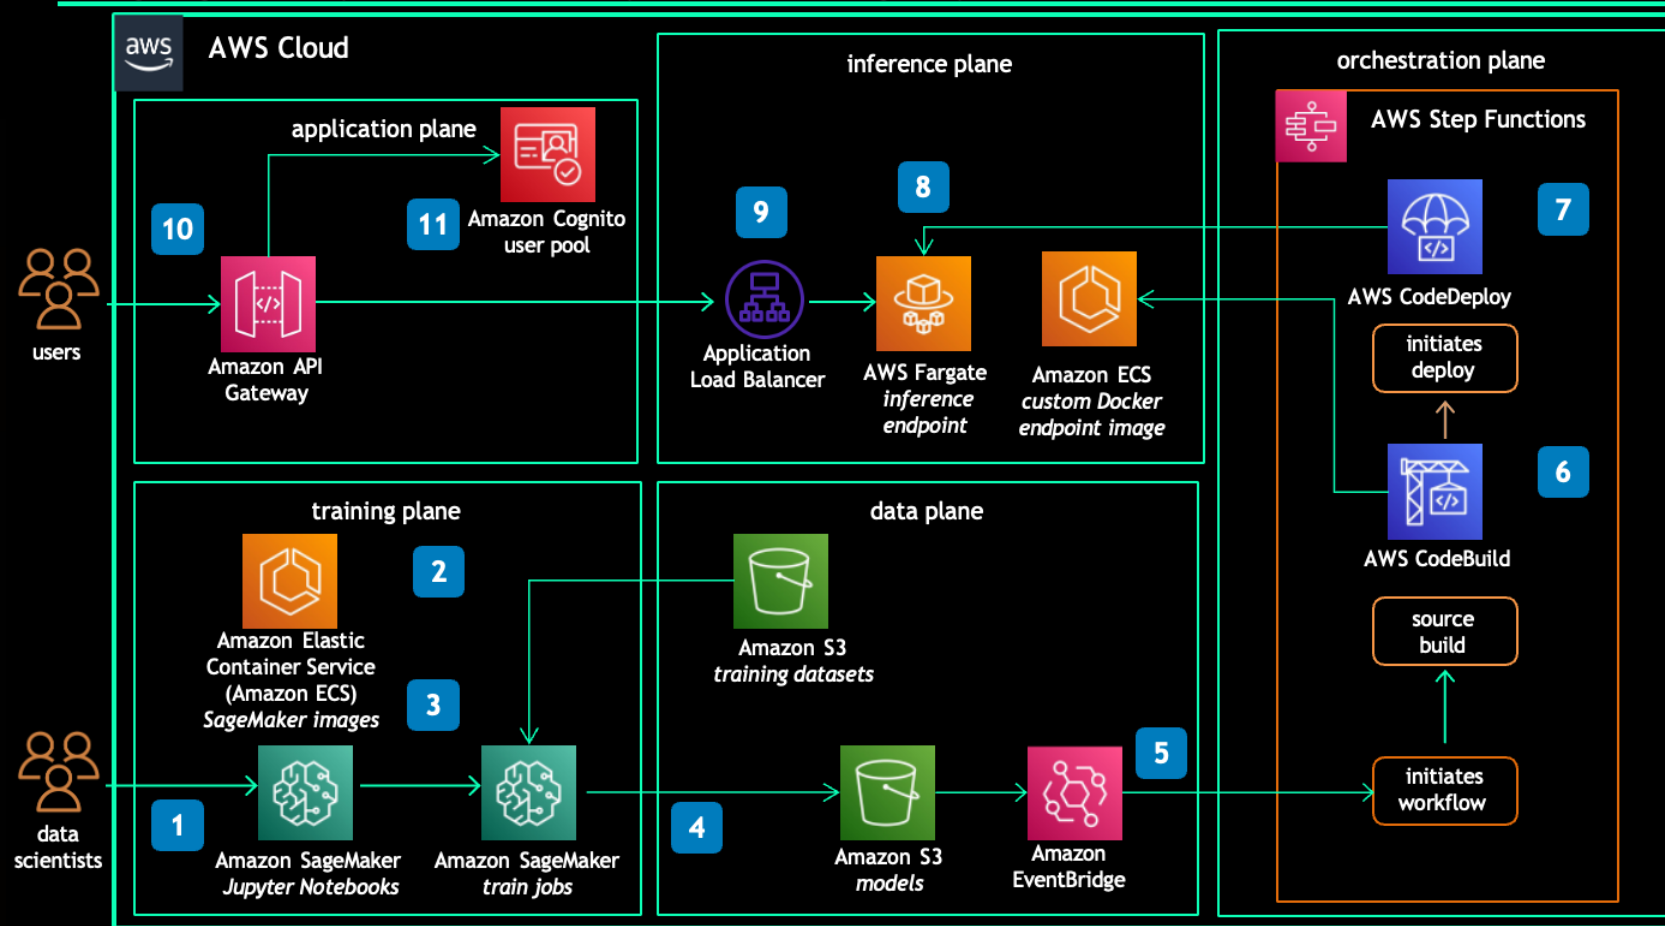 aws
AWS Cloud
application plane
10
11
Amazon Cognito
user pool
users
Amazon API
Gateway
inference plane
9
8
Application
Load Balancer
AWS Fargate
inference
endpoint
Amazon ECS
custom Docker
endpoint image
orchestration plane
AWS Step Functions
7
AWS CodeDeploy
initiates
deploy
6
AWS CodeBuild
source
build
initiates
workflow
training plane
2
Amazon Elastic
Container Service
(Amazon ECS)
SageMaker images
3
data
scientists
1
Amazon SageMaker
Jupyter Notebooks
Amazon SageMaker
train jobs
data plane
Amazon S3
training datasets
4
Amazon S3
models
5
Amazon
EventBridge